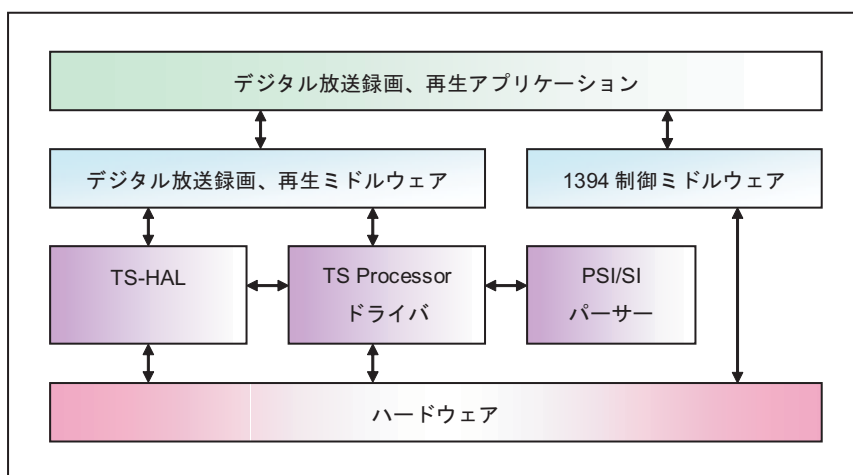 デジタル放送録画、再生アプリケーション
デジタル放送録画、再生ミドルウェア
1394 制御ミドルウェア
TS-HAL
TS Processor
ドライバ
PSI/SI
パーサー
ハードウェア